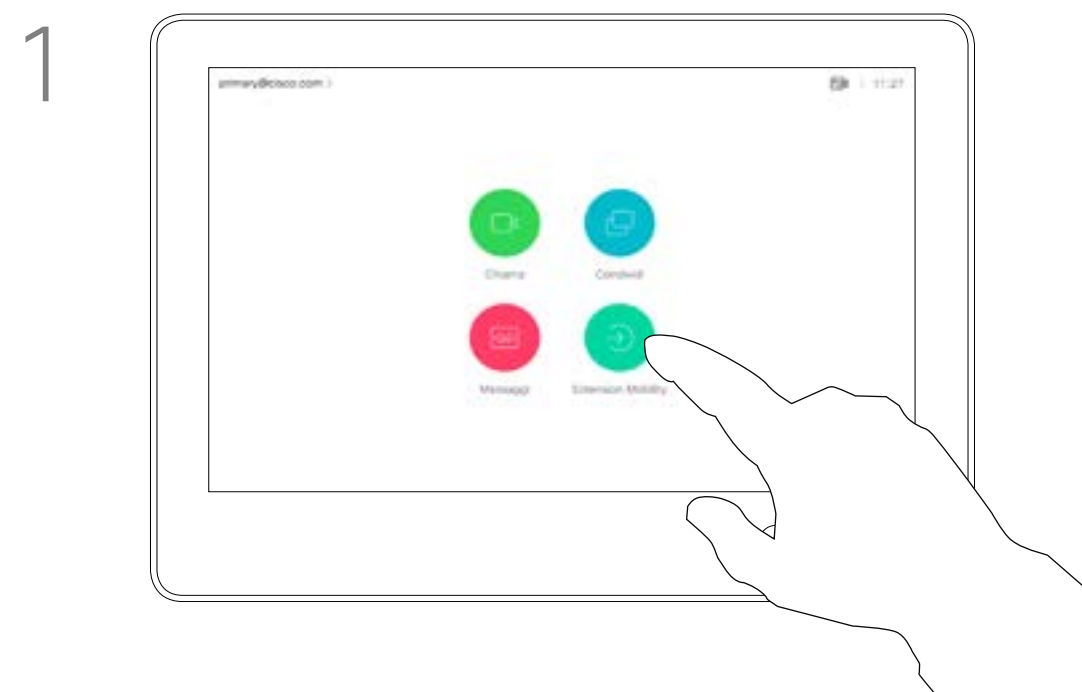 1
primary@cisco.com
11:27
Chiama
Condividi
Messaggi
Extension Mobility